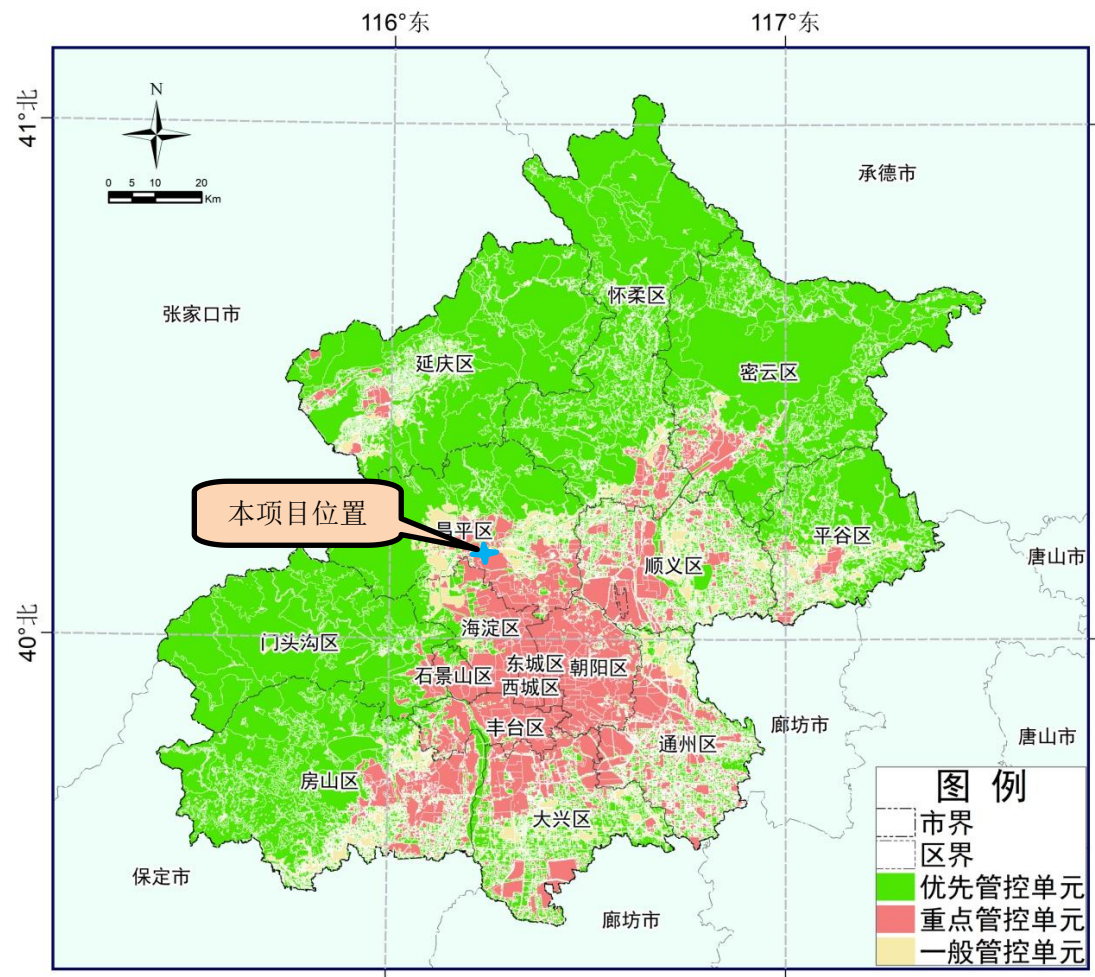 116°东
117°东
41°北
N
0 5 10 20
Km
承德市
张家口市
怀柔区
延庆区
密云区
本项目位置
昌平区
平谷区
顺义区
唐山市
40°北
海淀区
门头沟区
东城区
朝阳区
石景山区
西城区
丰台区
廊坊市
通州区
唐山市
房山区
大兴区
保定市
廊坊市
图 例
市界
区界
优先管控单元
重点管控单元
一般管控单元